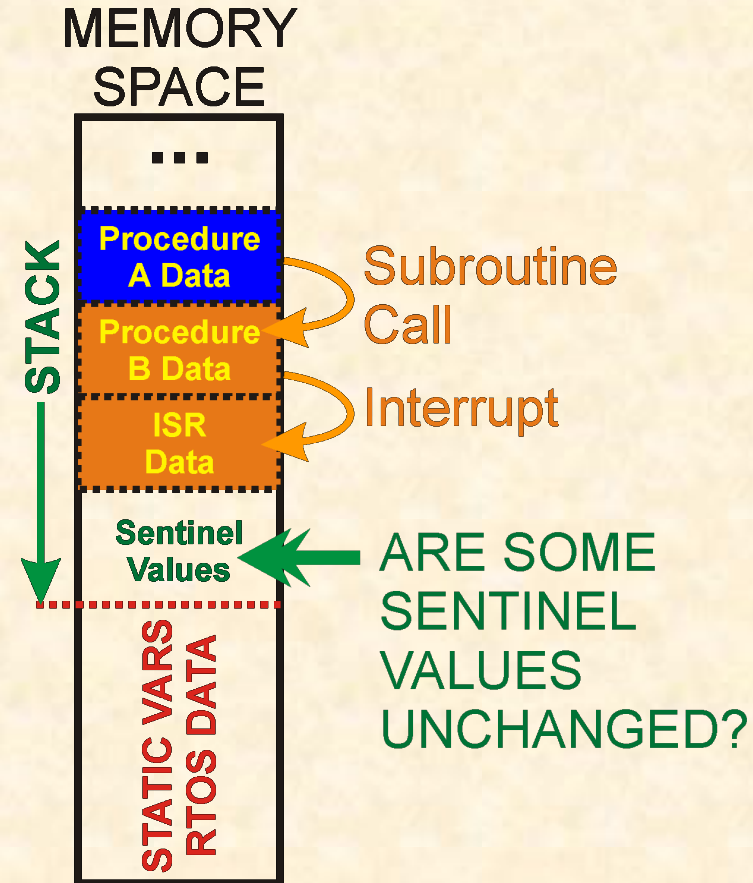 MEMORY
SPACE
...
STACK
Procedure
A Data
Subroutine
Call
Procedure
B Data
Interrupt
ISR
Data
Sentinel
Values
ARE SOME
SENTINEL
VALUES
UNCHANGED?
STATIC VARS
RTOS DATA